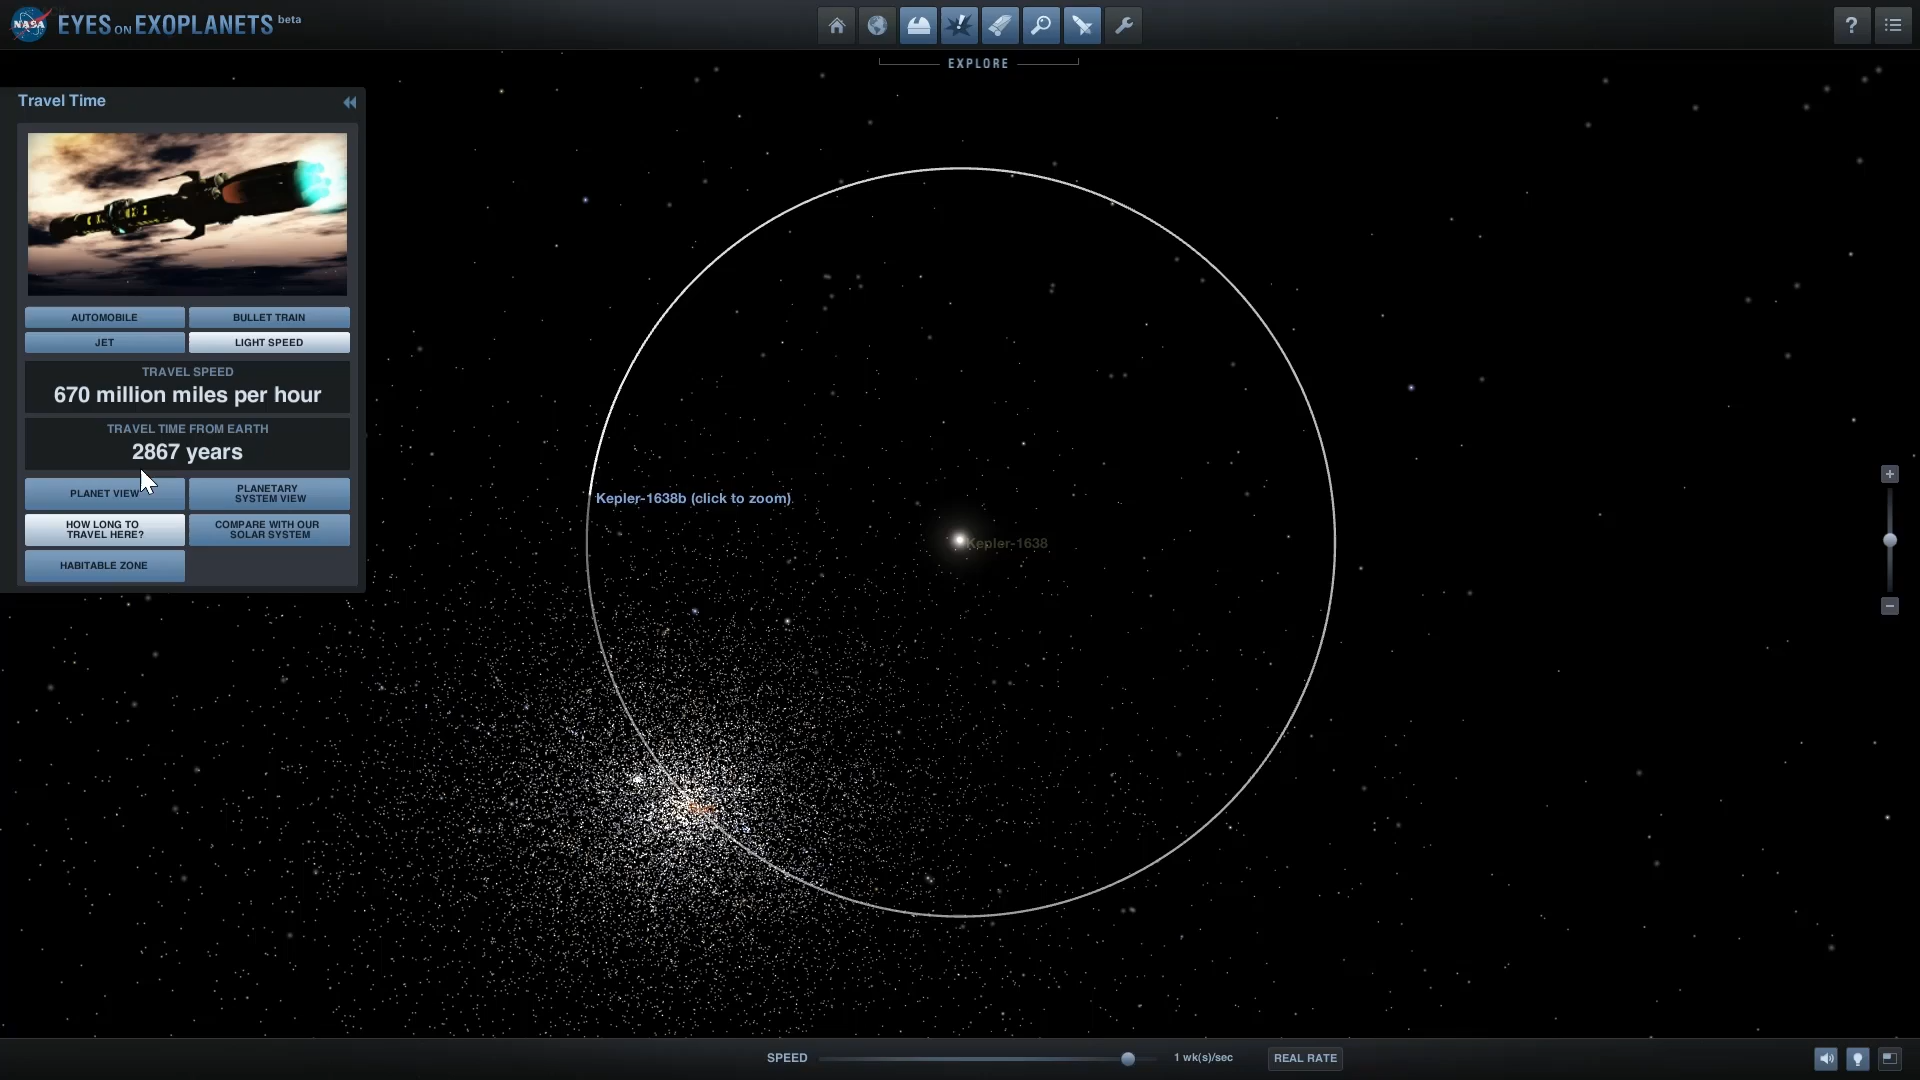 NASA
EYES ON EXOPLANETS beta
?
EXPLORE
Travel Time
AUTOMOBILE
BULLET TRAIN
JET
LIGHT SPEED
TRAVEL SPEED
670 million miles per hour
TRAVEL TIME FROM EARTH
2867 years
PLANET VIEW
PLANETARY
SYSTEM VIEW
HOW LONG TO
TRAVEL HERE?
COMPARE WITH OUR
SOLAR SYSTEM
HABITABLE ZONE
Kepler-1638b (click to zoom)
Kepler-1638
SPEED
1 wk(s)/sec
REAL RATE